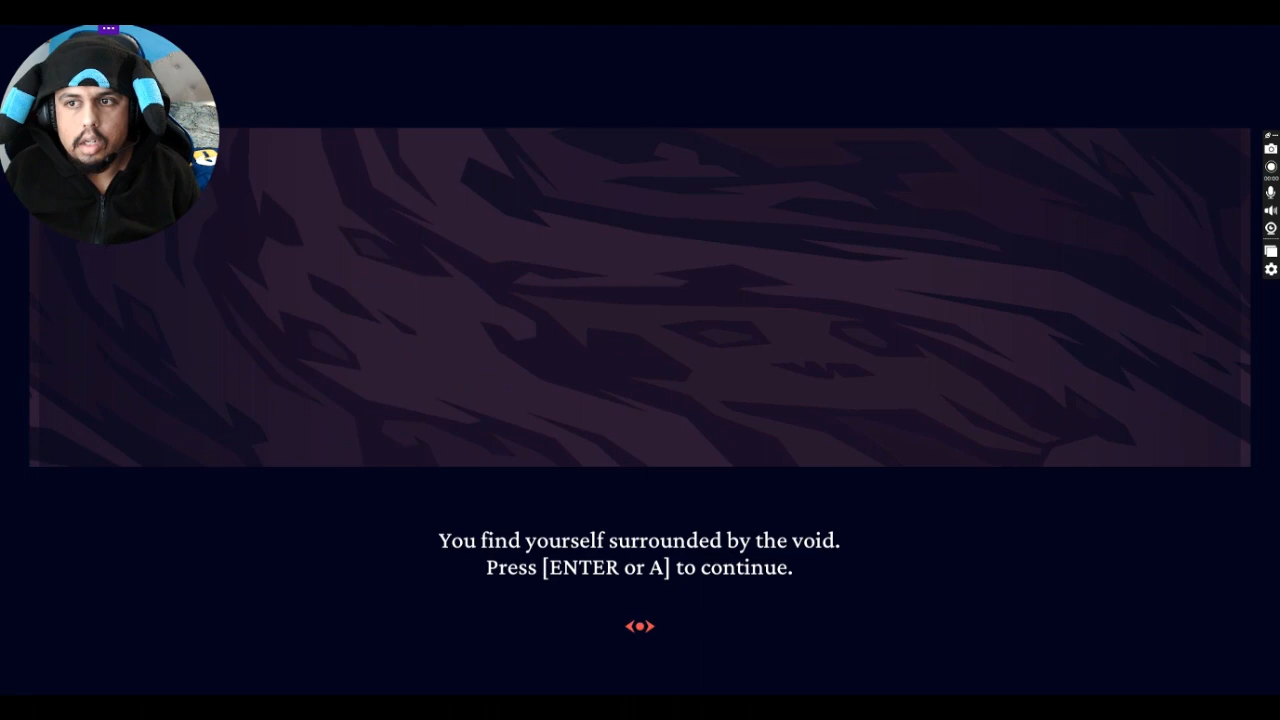 You find yourself surrounded by the void.
Press [ENTER or A] to continue.